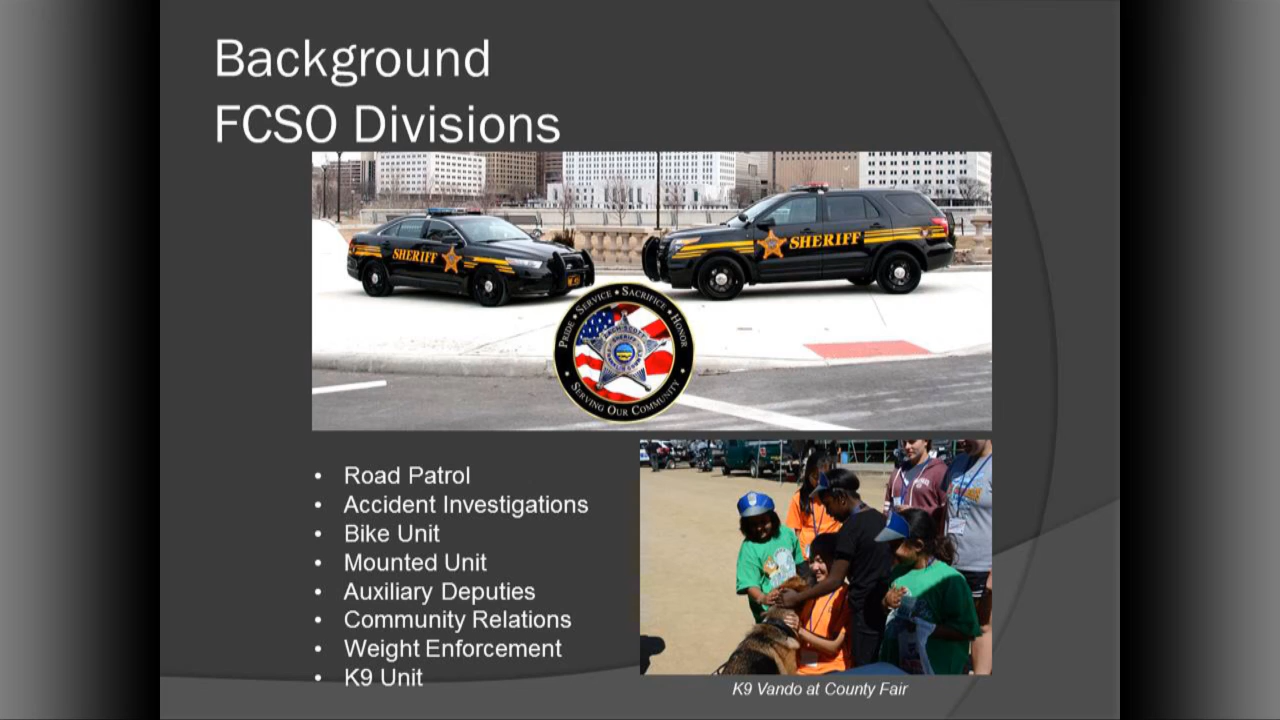 Background
FCSO Divisions
SHERIFF
SHERIFF
PRIDE • SERVICE • SACRIFICE • HONOR
SHERIFF
• SERVING OUR COMMUNITY •
• Road Patrol
• Accident Investigations
• Bike Unit
• Mounted Unit
• Auxiliary Deputies
• Community Relations
• Weight Enforcement
• K9 Unit
K9 Vando at County Fair